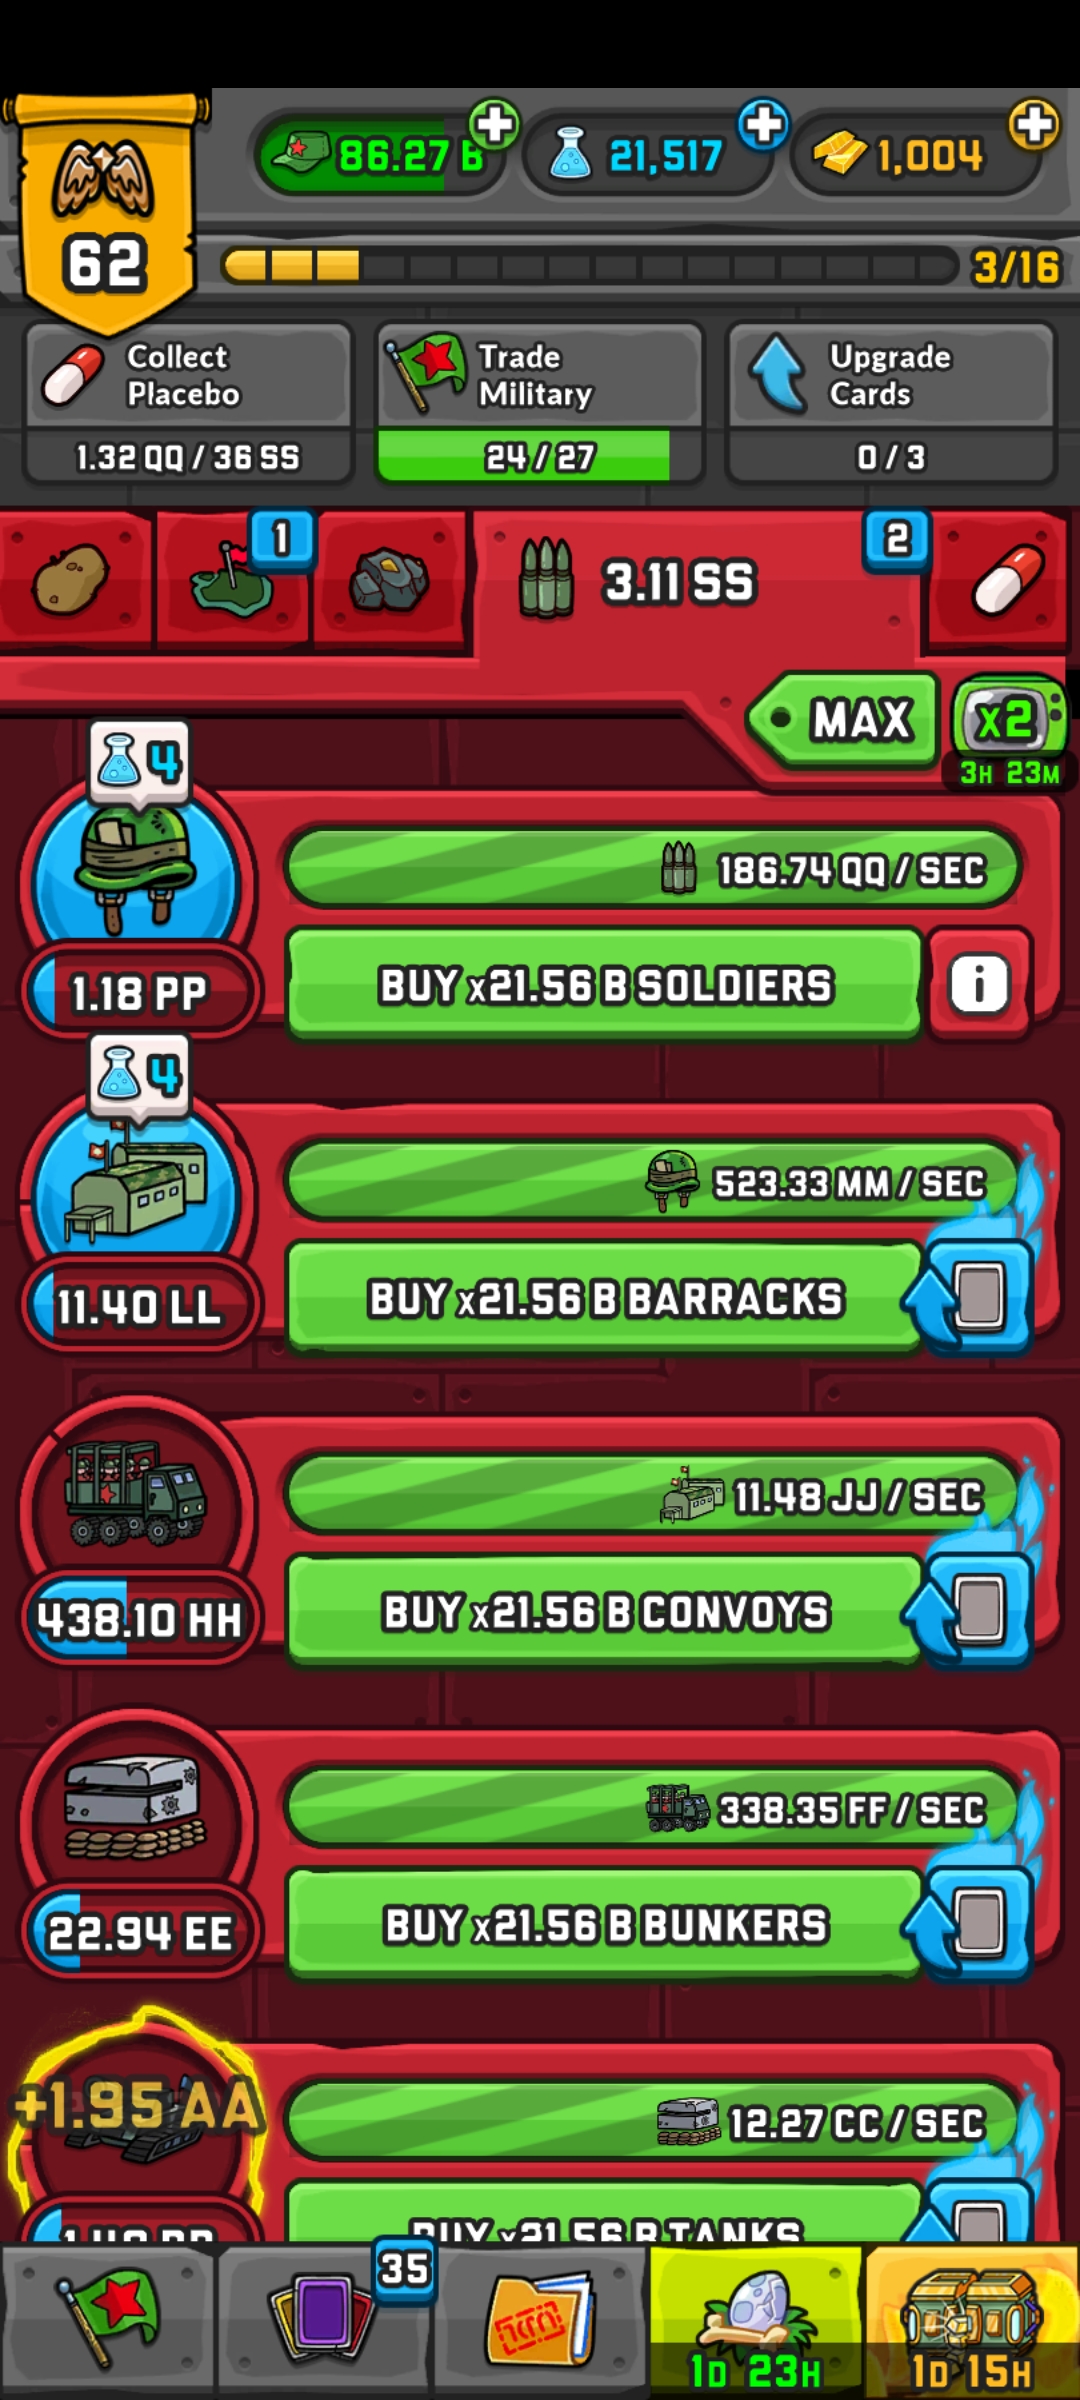 86.27 B
21,517
1,004
62
3/16
Collect
Placebo
1.32 QQ / 36 SS
Trade
Military
24 / 27
Upgrade
Cards
0 / 3
1
3.11 SS
2
MAX
x2
3H 23M
4
186.74 QQ / SEC
1.18 PP
BUY x21.56 B SOLDIERS
i
4
523.33 MM / SEC
11.40 LL
BUY x21.56 B BARRACKS
11.48 JJ / SEC
438.10 HH
BUY x21.56 B CONVOYS
338.35 FF / SEC
22.94 EE
BUY x21.56 B BUNKERS
+1.95 AA
12.27 CC / SEC
BUY x21.56 B TANKS
35
1D 23H
1D 15H